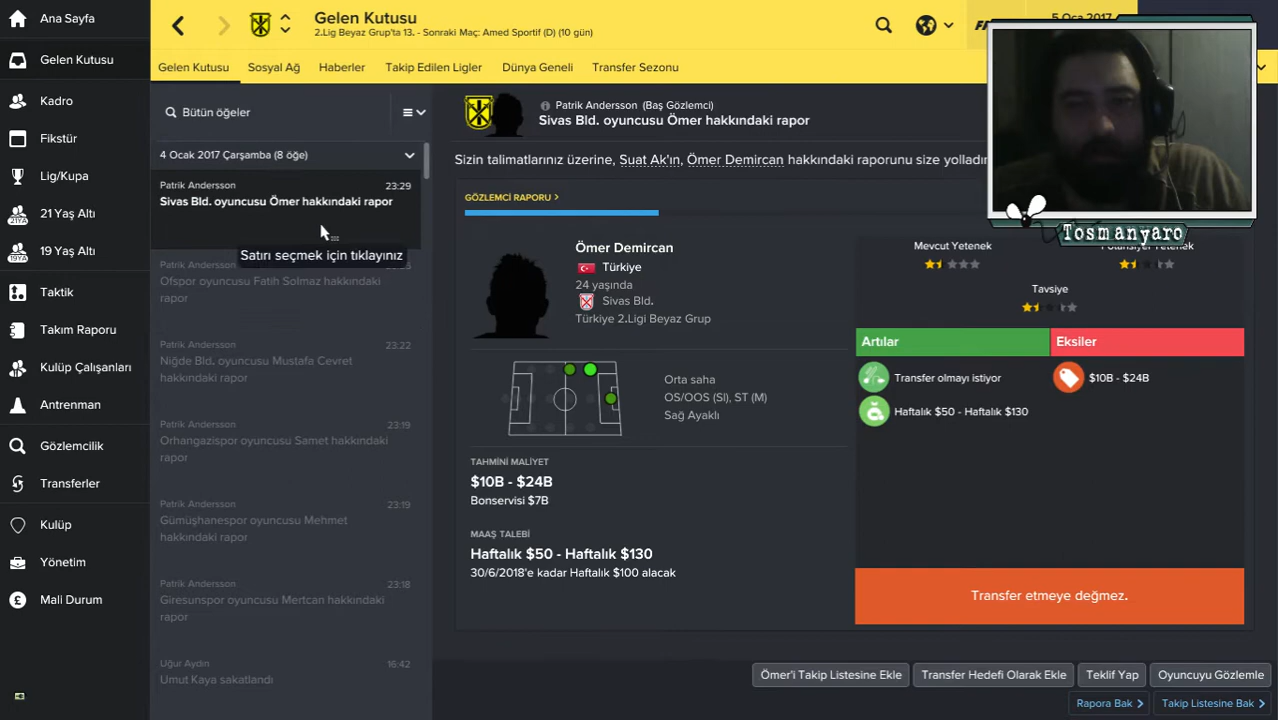 Ana Sayfa
Gelen Kutusu
Kadro
Fikstür
Lig/Kupa
21 Yaş Altı
19 Yaş Altı
Taktik
Takım Raporu
Kulüp Çalışanları
Antrenman
Gözlemcilik
Transferler
Kulüp
Yönetim
Mali Durum
Gelen Kutusu
2.Lig Beyaz Grup'ta 13. - Sonraki Maç: Amed Sportif (D) (10 gün)
5 Oca 2017
Gelen Kutusu
Sosyal Ağ
Haberler
Takip Edilen Ligler
Dünya Geneli
Transfer Sezonu
Bütün öğeler
4 Ocak 2017 Çarşamba (8 öğe)
Patrik Andersson 23:29
Sivas Bld. oyuncusu Ömer hakkındaki rapor
Satırı seçmek için tıklayınız
Patrik Andersson
Ofspor oyuncusu Fatih Solmaz hakkındaki
rapor
Patrik Andersson 23:22
Niğde Bld. oyuncusu Mustafa Cevret
hakkındaki rapor
Patrik Andersson 23:19
Orhangazispor oyuncusu Samet hakkındaki
rapor
Patrik Andersson 23:19
Gümüşhanespor oyuncusu Mehmet
hakkındaki rapor
Patrik Andersson 23:18
Giresunspor oyuncusu Mertcan hakkındaki
rapor
Uğur Aydın 16:42
Umut Kaya sakatlandı
Patrik Andersson (Baş Gözlemci)
Sivas Bld. oyuncusu Ömer hakkındaki rapor
Sizin talimatlarınız üzerine, Suat Ak'ın, Ömer Demircan hakkındaki raporunu size yolladı
Tosmanyaro
GÖZLEMCİ RAPORU >
Ömer Demircan
Türkiye
24 yaşında
Sivas Bld.
Türkiye 2.Ligi Beyaz Grup
Orta saha
OS/OOS (Sl), ST (M)
Sağ Ayaklı
TAHMİNİ MALİYET
$10B - $24B
Bonservisi $7B
MAAŞ TALEBİ
Haftalık $50 - Haftalık $130
30/6/2018'e kadar Haftalık $100 alacak
Mevcut Yetenek
Potansiyel Yetenek
Tavsiye
Artılar
Eksiler
Transfer olmayı istiyor
$10B - $24B
Haftalık $50 - Haftalık $130
Transfer etmeye değmez.
Ömer'i Takip Listesine Ekle
Transfer Hedefi Olarak Ekle
Teklif Yap
Oyuncuyu Gözlemle
Rapora Bak >
Takip Listesine Bak >